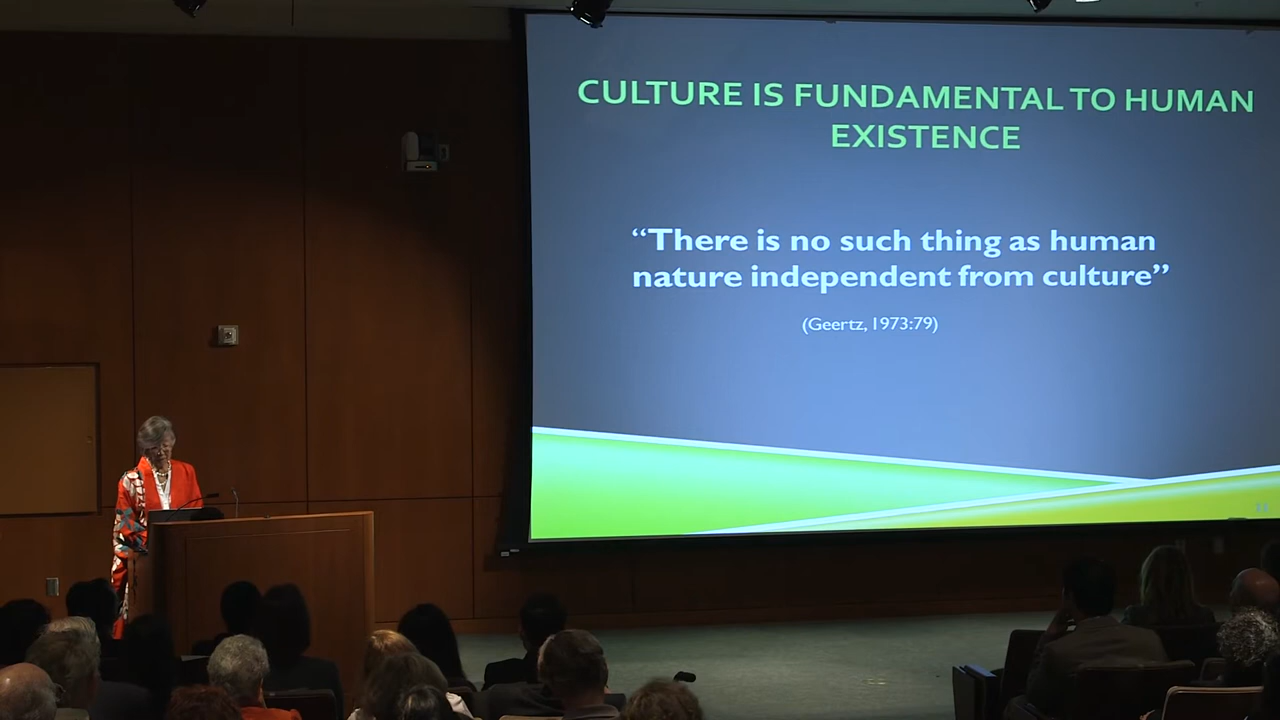 CULTURE IS FUNDAMENTAL TO HUMAN
EXISTENCE
“There is no such thing as human
nature independent from culture”
(Geertz, 1973:79)